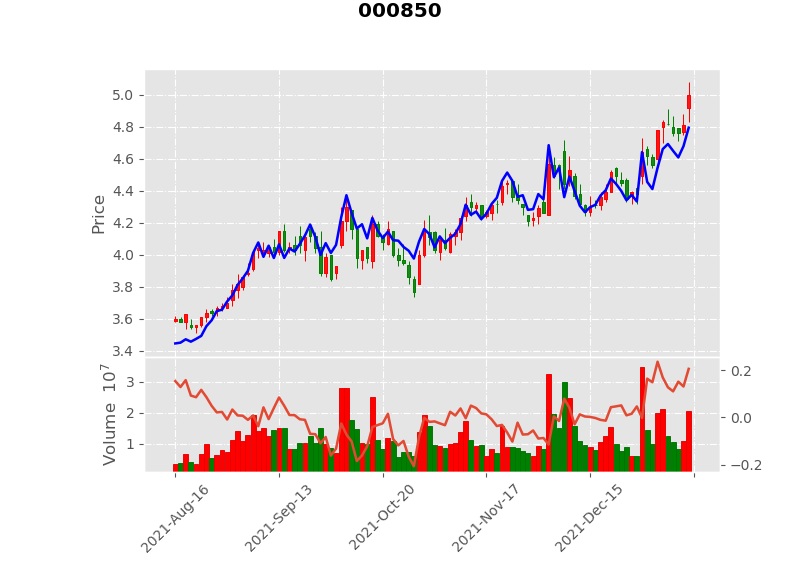 000850
Price
5.0
4.8
4.6
4.4
4.2
4.0
3.8
3.6
3.4
Volume 10^7
3
2
1
0.2
0.0
−0.2
2021-Aug-16
2021-Sep-13
2021-Oct-20
2021-Nov-17
2021-Dec-15